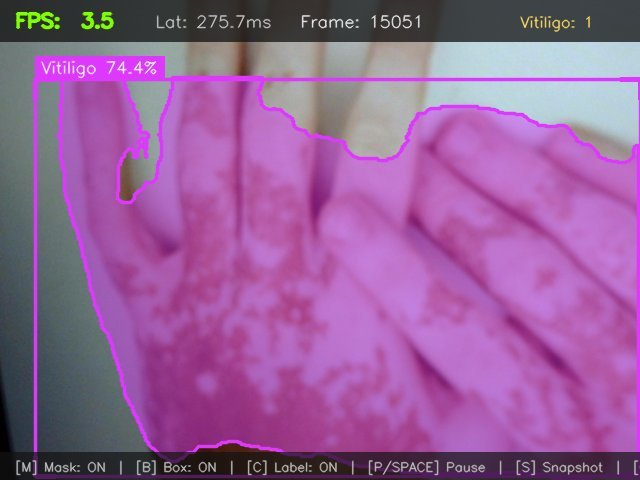 FPS: 3.5 Lat: 275.7ms Frame: 15051 Vitiligo: 1
Vitiligo 74.4%
[M] Mask: ON | [B] Box: ON | [C] Label: ON | [P/SPACE] Pause | [S] Snapshot | [